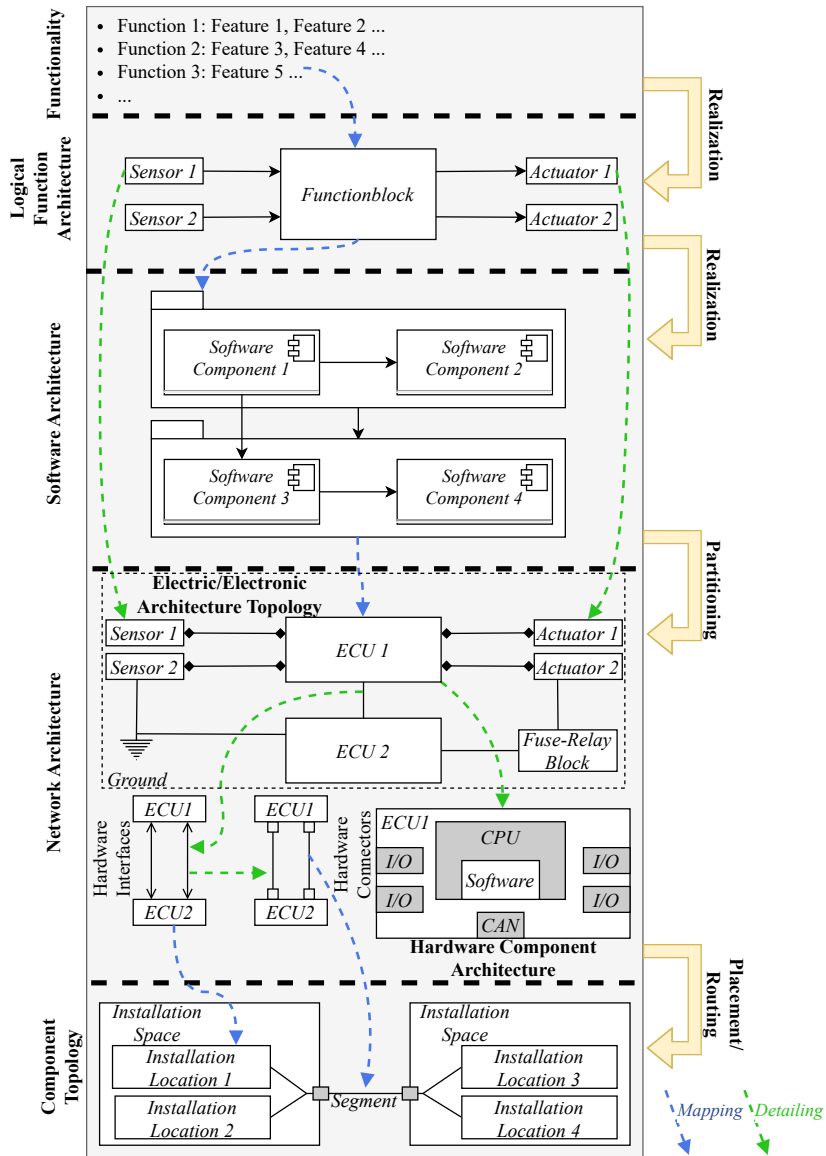 Functionality
• Function 1: Feature 1, Feature 2 ...
• Function 2: Feature 3, Feature 4 ...
• Function 3: Feature 5 ...
• ...
Realization
Logical
Function
Architecture
Sensor 1
Sensor 2
Functionblock
Actuator 1
Actuator 2
Realization
Software Architecture
Software
Component 1
Software
Component 2
Software
Component 3
Software
Component 4
Partitioning
Network Architecture
Electric/Electronic
Architecture Topology
Sensor 1
Sensor 2
ECU 1
Actuator 1
Actuator 2
ECU 2
Fuse-Relay
Block
Ground
Hardware
Interfaces
ECU1
ECU2
ECU1
ECU2
Hardware
Connectors
ECU1
CPU
Software
I/O
I/O
I/O
I/O
CAN
Hardware Component
Architecture
Placement/
Routing
Component
Topology
Installation
Space
Installation
Location 1
Installation
Location 2
Segment
Installation
Space
Installation
Location 3
Installation
Location 4
Mapping
Detailing